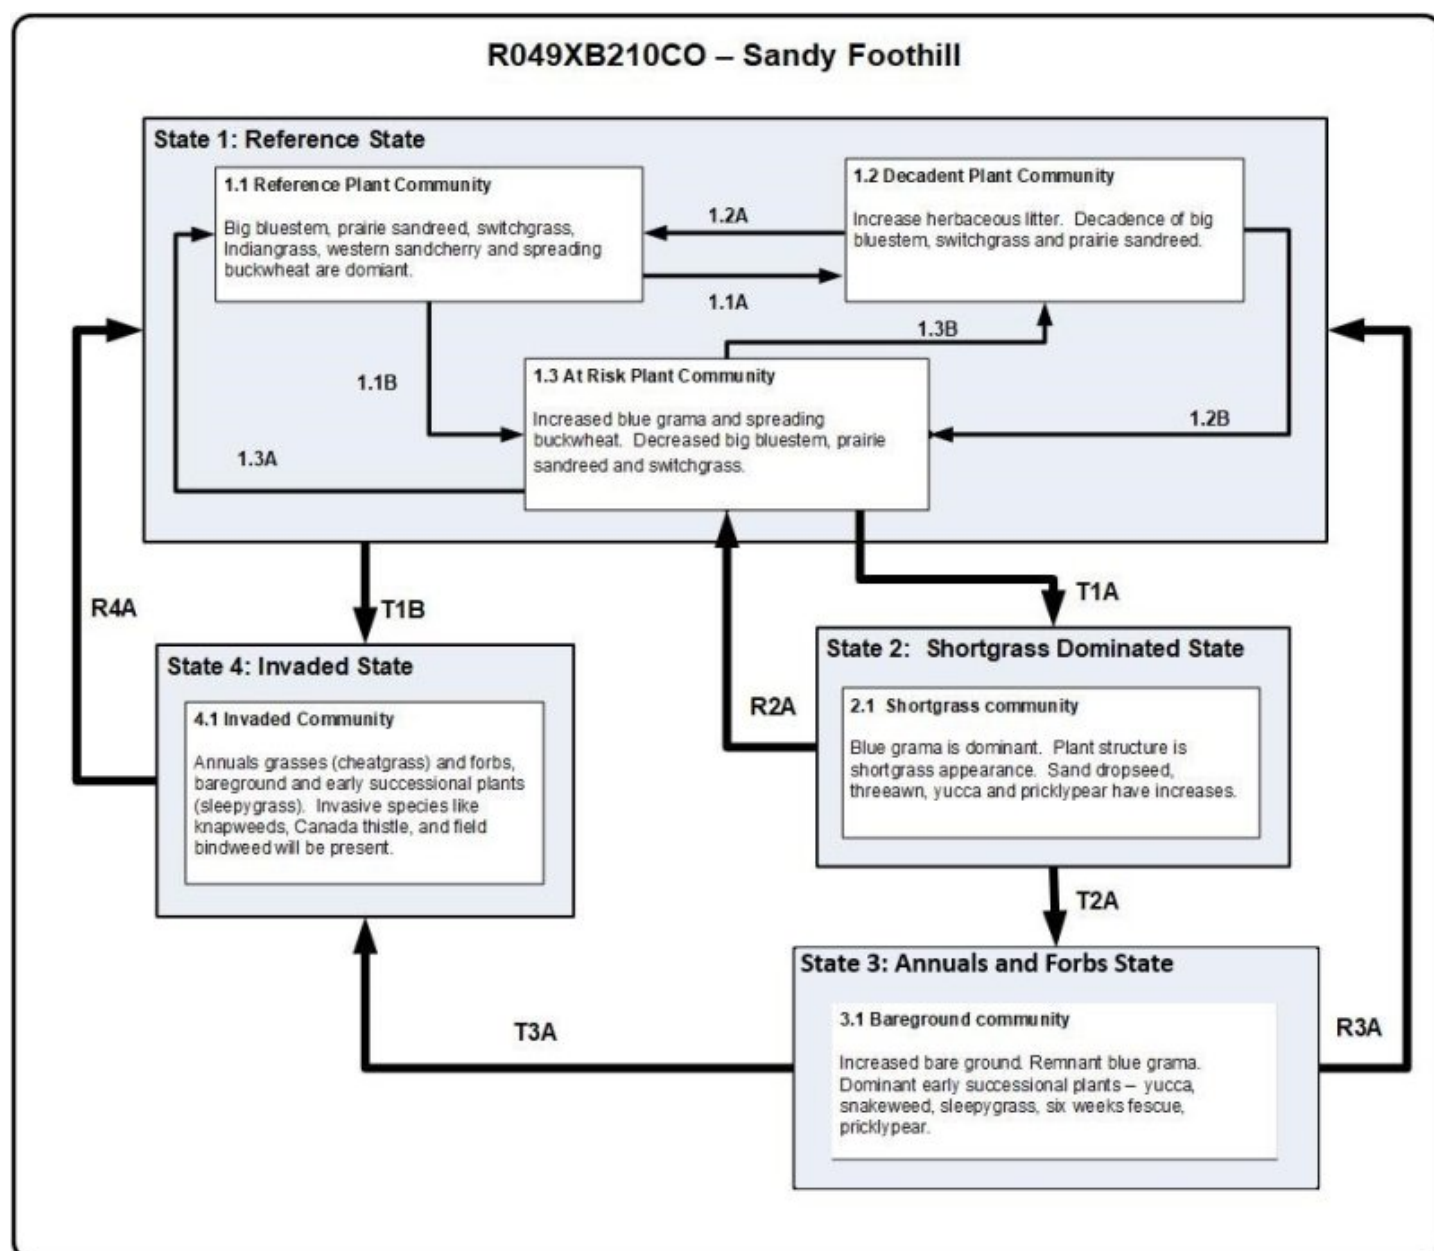 R049XB210CO – Sandy Foothill
State 1: Reference State
1.1 Reference Plant Community
Big bluestem, prairie sandreed, switchgrass,
Indiangrass, western sandcherry and spreading
buckwheat are domiant.
1.2A
1.1A
1.2 Decadent Plant Community
Increase herbaceous litter.  Decadence of big
bluestem, switchgrass and prairie sandreed.
1.3B
1.1B
1.3 At Risk Plant Community
Increased blue grama and spreading
buckwheat.  Decreased big bluestem, prairie
sandreed and switchgrass.
1.2B
1.3A
R4A
T1B
T1A
State 4: Invaded State
4.1 Invaded Community
Annuals grasses (cheatgrass) and forbs,
bareground and early successional plants
(sleepygrass).  Invasive species like
knapweeds, Canada thistle, and field
bindweed will be present.
R2A
State 2:  Shortgrass Dominated State
2.1  Shortgrass community
Blue grama is dominant.  Plant structure is
shortgrass appearance.  Sand dropseed,
threeawn, yucca and pricklypear have increases.
T2A
State 3: Annuals and Forbs State
3.1 Bareground community
Increased bare ground. Remnant blue grama.
Dominant early successional plants – yucca,
snakeweed, sleepygrass, six weeks fescue,
pricklypear.
T3A
R3A